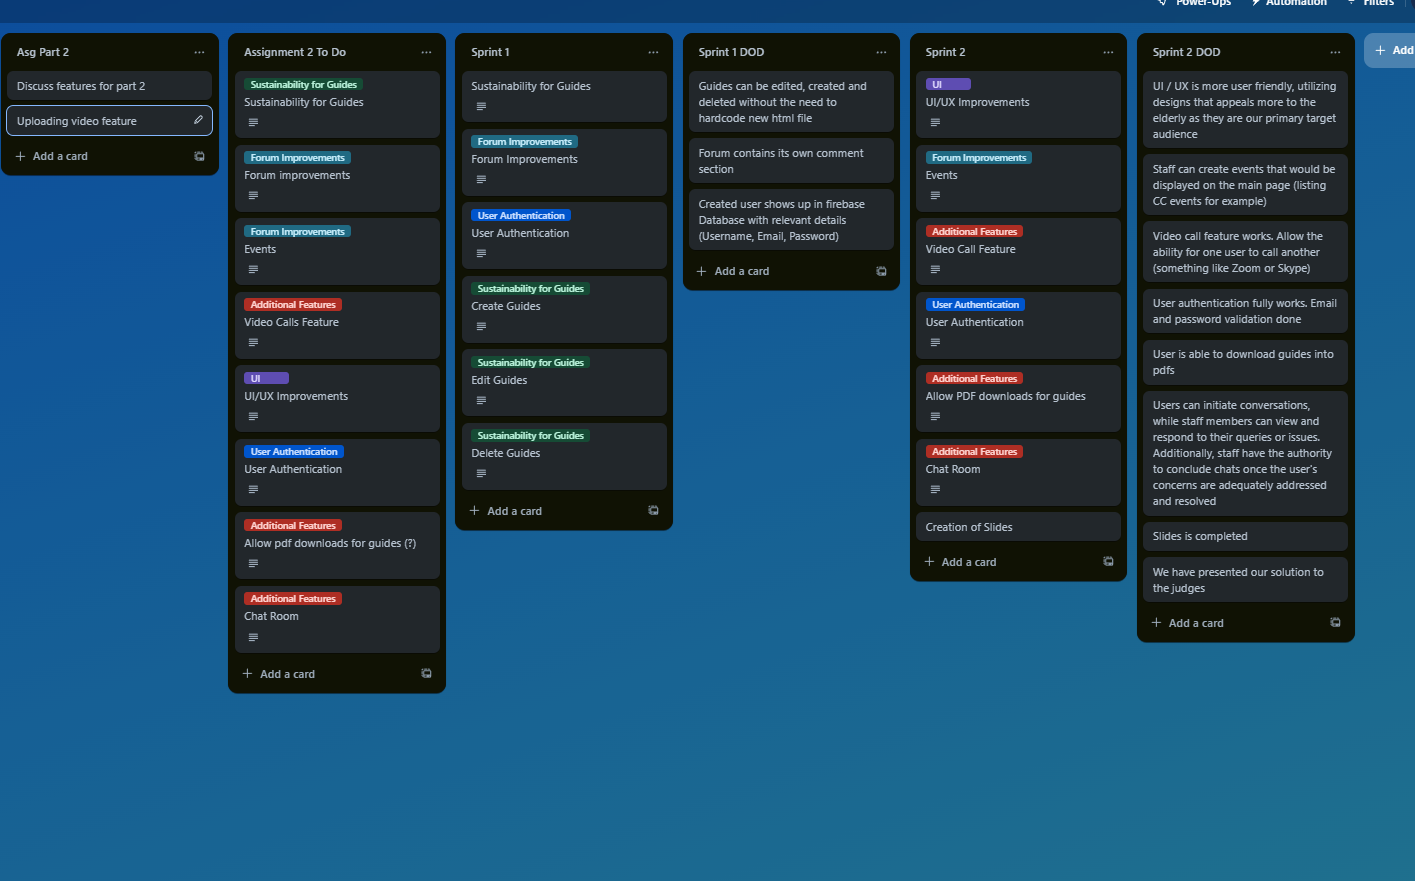 Power-Ups
Automation
Filters
Asg Part 2
Discuss features for part 2
Uploading video feature
Add a card
Assignment 2 To Do
Sustainability for Guides
Sustainability for Guides
Forum Improvements
Forum improvements
Forum Improvements
Events
Additional Features
Video Calls Feature
UI
UI/UX Improvements
User Authentication
User Authentication
Additional Features
Allow pdf downloads for guides (?)
Additional Features
Chat Room
Add a card
Sprint 1
Sustainability for Guides
Forum Improvements
Forum Improvements
User Authentication
User Authentication
Sustainability for Guides
Create Guides
Sustainability for Guides
Edit Guides
Sustainability for Guides
Delete Guides
Add a card
Sprint 1 DOD
Guides can be edited, created and
deleted without the need to
hardcode new html file
Forum contains its own comment
section
Created user shows up in firebase
Database with relevant details
(Username, Email, Password)
Add a card
Sprint 2
UI
UI/UX Improvements
Forum Improvements
Events
Additional Features
Video Call Feature
User Authentication
User Authentication
Additional Features
Allow PDF downloads for guides
Additional Features
Chat Room
Creation of Slides
Add a card
Sprint 2 DOD
UI / UX is more user friendly, utilizing
designs that appeals more to the
elderly as they are our primary target
audience
Staff can create events that would be
displayed on the main page (listing
CC events for example)
Video call feature works. Allow the
ability for one user to call another
(something like Zoom or Skype)
User authentication fully works. Email
and password validation done
User is able to download guides into
pdfs
Users can initiate conversations,
while staff members can view and
respond to their queries or issues.
Additionally, staff have the authority
to conclude chats once the user's
concerns are adequately addressed
and resolved
Slides is completed
We have presented our solution to
the judges
Add a card
Add